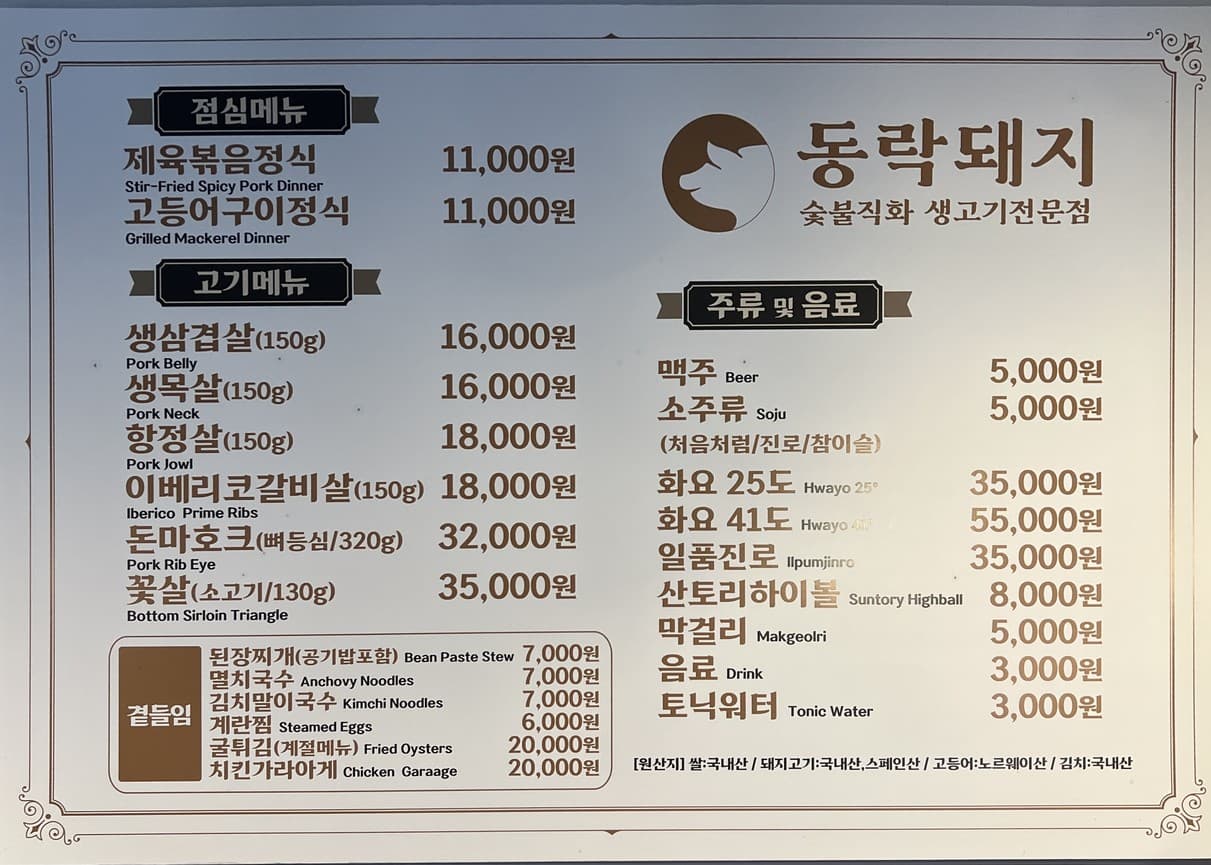 점심메뉴
제육볶음정식 11,000원
Stir-Fried Spicy Pork Dinner
고등어구이정식 11,000원
Grilled Mackerel Dinner
고기메뉴
생삼겹살(150g) 16,000원
Pork Belly
생목살(150g) 16,000원
Pork Neck
항정살(150g) 18,000원
Pork Jowl
이베리코갈비살(150g) 18,000원
Iberico Prime Ribs
돈마호크(뼈등심/320g) 32,000원
Pork Rib Eye
꽃살(소고기/130g) 35,000원
Bottom Sirloin Triangle
곁들임
된장찌개(공기밥포함) Bean Paste Stew 7,000원
멸치국수 Anchovy Noodles 7,000원
김치말이국수 Kimchi Noodles 7,000원
계란찜 Steamed Eggs 6,000원
굴튀김(계절메뉴) Fried Oysters 20,000원
치킨가라아게 Chicken Garaage 20,000원
동락돼지
숯불직화 생고기전문점
주류 및 음료
맥주 Beer 5,000원
소주류 Soju 5,000원
(처음처럼/진로/참이슬)
화요 25도 Hwayo 25° 35,000원
화요 41도 Hwayo 55,000원
일품진로 Ilpumjinro 35,000원
산토리하이볼 Suntory Highball 8,000원
막걸리 Makgeolri 5,000원
음료 Drink 3,000원
토닉워터 Tonic Water 3,000원
[원산지] 쌀:국내산 / 돼지고기:국내산,스페인산 / 고등어:노르웨이산 / 김치:국내산